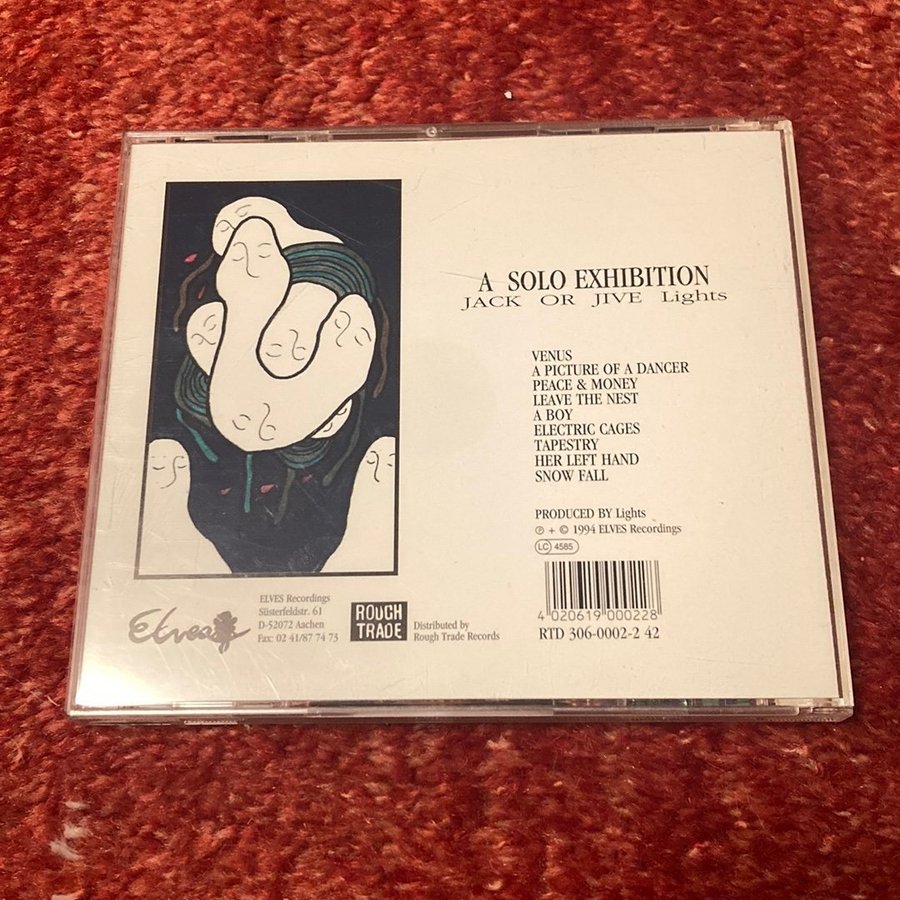 A SOLO EXHIBITION
JACK OR JIVE Lights
VENUS
A PICTURE OF A DANCER
PEACE & MONEY
LEAVE THE NEST
A BOY
ELECTRIC CAGES
TAPESTRY
HER LEFT HAND
SNOW FALL
PRODUCED BY Lights
℗ + © 1994 ELVES Recordings
LC 4585
4 020619 000228
RTD 306-0002-2 42
Elves
ELVES Recordings
Süsterfeldstr. 61
D-52072 Aachen
Fax: 02 41/87 74 73
ROUGH
TRADE
Distributed by
Rough Trade Records